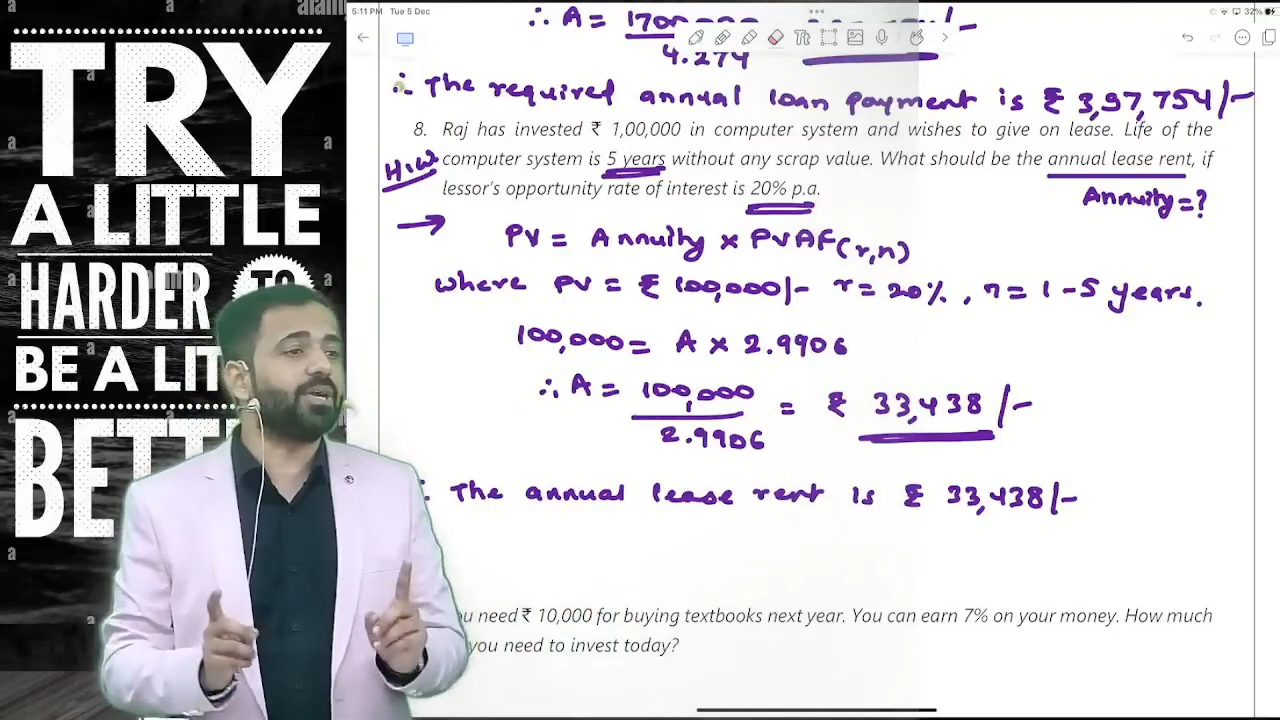 TRY
A LITTLE
HARDER TO
BE A LIT
BET
5:11 PM Tue 5 Dec
32%
∴ A =
4.274
∴ The required annual loan payment is ₹ 3,97,754/-
8. Raj has invested ₹ 1,00,000 in computer system and wishes to give on lease. Life of the
H.W computer system is 5 years without any scrap value. What should be the annual lease rent, if
lessor's opportunity rate of interest is 20% p.a.
Annuity = ?
→ PV = Annuity × PVAF(r,n)
where PV = ₹ 100,000/- r = 20%, n = 1 - 5 years.
100,000 = A × 2.9906
∴ A = 100,000 / 2.9906 = ₹ 33,438/-
The annual lease rent is ₹ 33,438/-
need ₹ 10,000 for buying textbooks next year. You can earn 7% on your money. How much
you need to invest today?